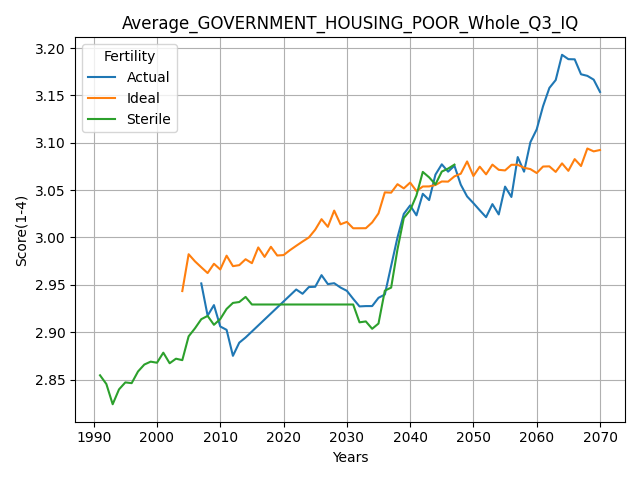 Average_GOVERNMENT_HOUSING_POOR_Whole_Q3_IQ
Fertility
Actual
Ideal
Sterile
Score(1-4)
3.20
3.15
3.10
3.05
3.00
2.95
2.90
2.85
1990 2000 2010 2020 2030 2040 2050 2060 2070
Years